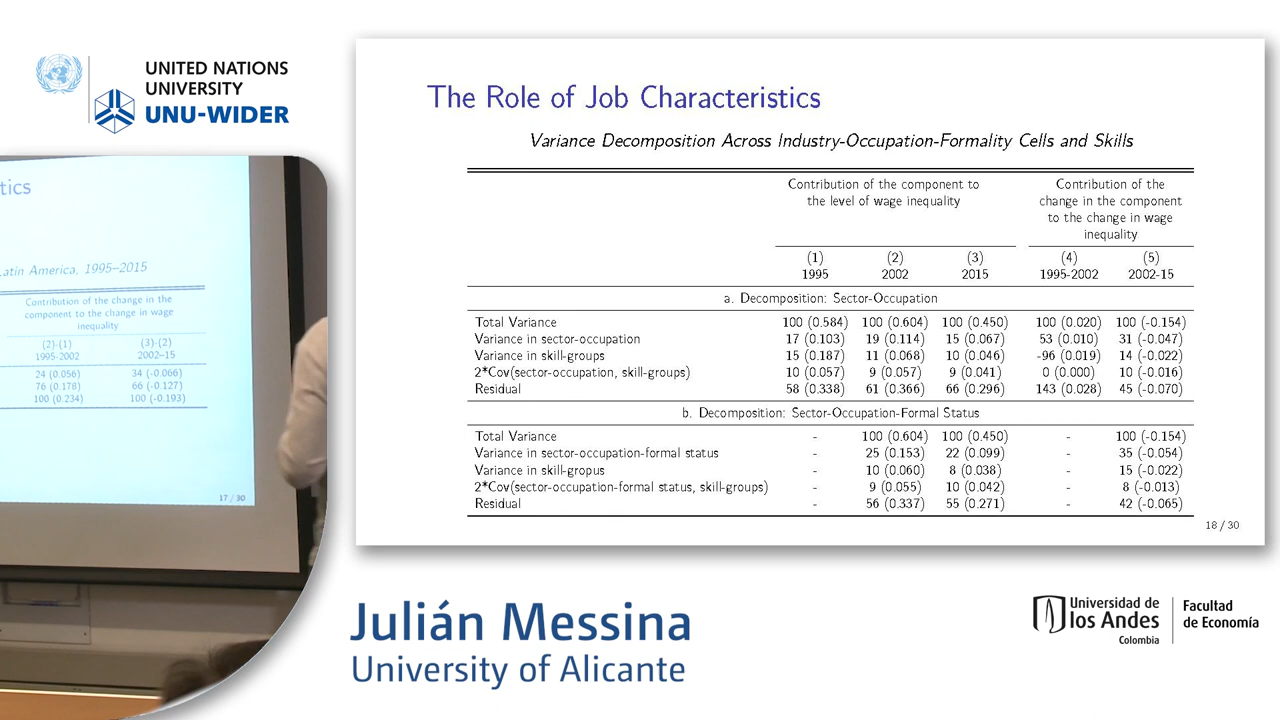 UNITED NATIONS
UNIVERSITY
UNU-WIDER
tics
Latin America, 1995–2015
Contribution of the change in the
component to the change in wage
inequality
(2)-(1) (3)-(2)
1995-2002 2002–15
24 (0.056) 34 (-0.066)
76 (0.178) 66 (-0.127)
100 (0.234) 100 (-0.193)
17 / 30
The Role of Job Characteristics
Variance Decomposition Across Industry-Occupation-Formality Cells and Skills
Contribution of the component to
the level of wage inequality
Contribution of the
change in the component
to the change in wage
inequality
(1) (2) (3) (4) (5)
1995 2002 2015 1995-2002 2002-15
a. Decomposition: Sector-Occupation
Total Variance 100 (0.584) 100 (0.604) 100 (0.450) 100 (0.020) 100 (-0.154)
Variance in sector-occupation 17 (0.103) 19 (0.114) 15 (0.067) 53 (0.010) 31 (-0.047)
Variance in skill-groups 15 (0.187) 11 (0.068) 10 (0.046) -96 (0.019) 14 (-0.022)
2*Cov(sector-occupation, skill-groups) 10 (0.057) 9 (0.057) 9 (0.041) 0 (0.000) 10 (-0.016)
Residual 58 (0.338) 61 (0.366) 66 (0.296) 143 (0.028) 45 (-0.070)
b. Decomposition: Sector-Occupation-Formal Status
Total Variance - 100 (0.604) 100 (0.450) - 100 (-0.154)
Variance in sector-occupation-formal status - 25 (0.153) 22 (0.099) - 35 (-0.054)
Variance in skill-gropus - 10 (0.060) 8 (0.038) - 15 (-0.022)
2*Cov(sector-occupation-formal status, skill-groups) - 9 (0.055) 10 (0.042) - 8 (-0.013)
Residual - 56 (0.337) 55 (0.271) - 42 (-0.065)
18 / 30
Julián Messina
University of Alicante
Universidad de
los Andes
Colombia
Facultad
de Economía